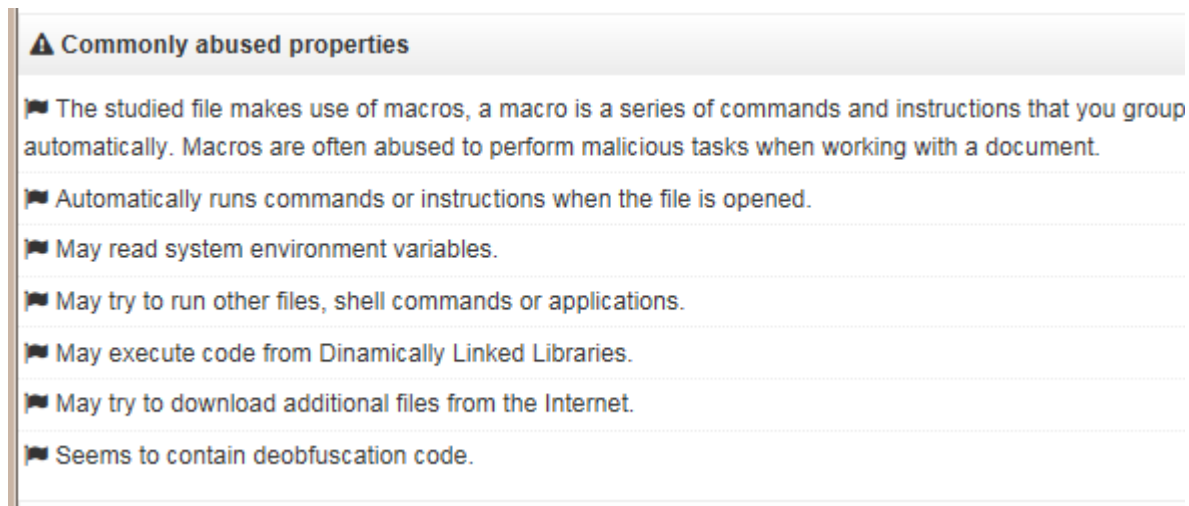 Commonly abused properties
The studied file makes use of macros, a macro is a series of commands and instructions that you group
automatically. Macros are often abused to perform malicious tasks when working with a document.
Automatically runs commands or instructions when the file is opened.
May read system environment variables.
May try to run other files, shell commands or applications.
May execute code from Dinamically Linked Libraries.
May try to download additional files from the Internet.
Seems to contain deobfuscation code.